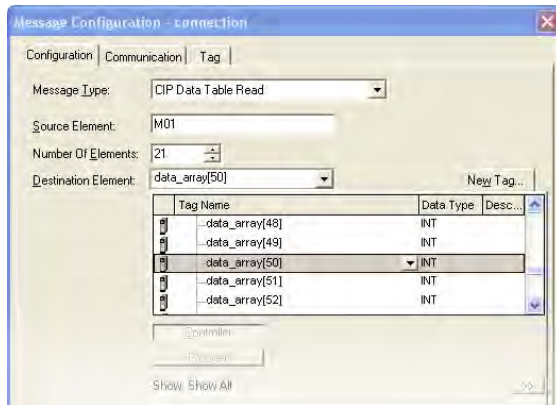 Message Configuration - connection
Configuration Communication Tag
Message Type: CIP Data Table Read
Source Element: M01
Number Of Elements: 21
Destination Element: data_array[50] New Tag...
Tag Name Data Type Desc...
data_array[48] INT
data_array[49] INT
data_array[50] INT
data_array[51] INT
data_array[52] INT
Controller
Program
Show: Show All >>